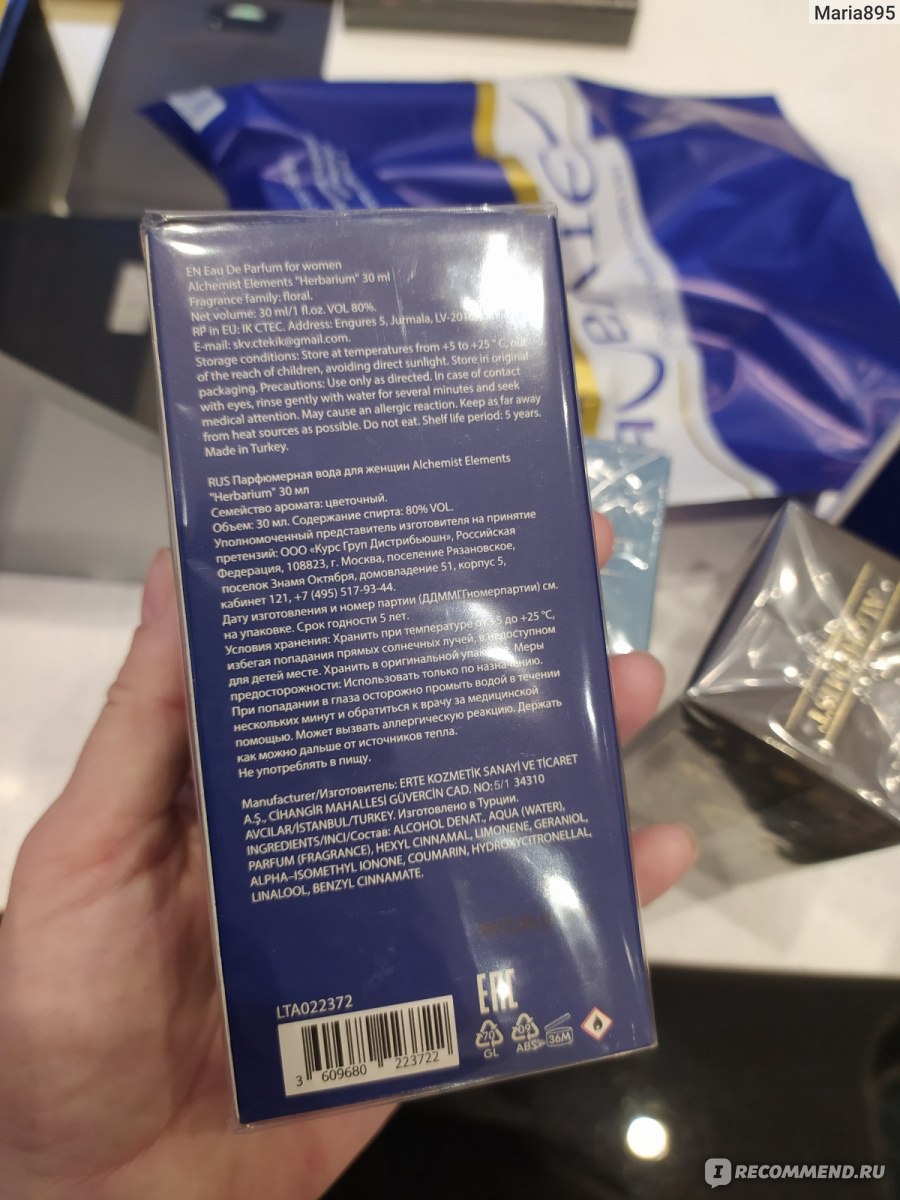 Maria895
EN Eau De Parfum for women
Alchemist Elements "Herbarium" 30 ml
Fragrance family: floral.
Net volume: 30 ml/1 fl.oz. VOL 80%.
RP in EU: IK CTEC. Address: Engures 5, Jurmala,
E-mail: skv.ctekik@gmail.com.
Storage conditions: Store at temperatures from +5 to +25 °C, out
of the reach of children, avoiding direct sunlight. Store in original
packaging. Precautions: Use only as directed. In case of contact
with eyes, rinse gently with water for several minutes and seek
medical attention. May cause an allergic reaction. Keep as far away
from heat sources as possible. Do not eat. Shelf life period: 5 years.
Made in Turkey.
RUS Парфюмерная вода для женщин Alchemist Elements
"Herbarium" 30 мл
Семейство аромата: цветочный.
Объем: 30 мл. Содержание спирта: 80% VOL.
Уполномоченный представитель изготовителя на принятие
претензий: ООО «Курс Груп Дистрибьюшн», Российская
Федерация, 108823, г. Москва, поселение Рязановское,
поселок Знамя Октября, домовладение 51, корпус 5,
кабинет 121, +7 (495) 517-93-44.
Дату изготовления и номер партии (ДДММГГномерпартии) см.
на упаковке. Срок годности 5 лет.
Условия хранения: Хранить при температуре от +5 до +25 °С,
избегая попадания прямых солнечных лучей, в недоступном
для детей месте. Хранить в оригинальной упаковке. Меры
предосторожности: Использовать только по назначению.
При попадании в глаза осторожно промыть водой в течении
нескольких минут и обратиться к врачу за медицинской
помощью. Может вызвать аллергическую реакцию. Держать
как можно дальше от источников тепла.
Не употреблять в пищу.
Manufacturer/Изготовитель: ERTE KOZMETİK SANAYİ VE TİCARET
A.Ş., CİHANGİR MAHALLESİ GÜVERCİN CAD. NO: 5/1 34310
AVCILAR/İSTANBUL/TURKEY. Изготовлено в Турции.
INGREDIENTS/INCI/Состав: ALCOHOL DENAT., AQUA (WATER),
PARFUM (FRAGRANCE), HEXYL CINNAMAL, LIMONENE, GERANIOL,
ALPHA–ISOMETHYL IONONE, COUMARIN, HYDROXYCITRONELLAL,
LINALOOL, BENZYL CINNAMATE.
LTA022372
3 609680 223722
EAC
70
GL
09
ABS
36M
IRECOMMEND.RU